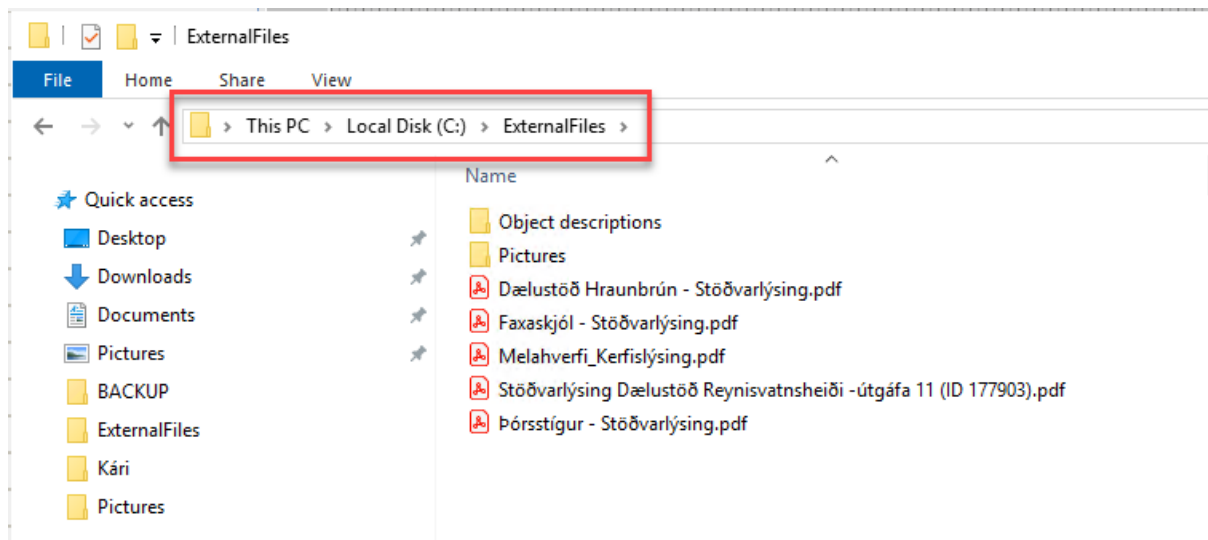 ExternalFiles
File Home Share View
This PC > Local Disk (C:) > ExternalFiles >
Name
Quick access
Desktop
Downloads
Documents
Pictures
BACKUP
ExternalFiles
Kári
Pictures
Object descriptions
Pictures
Dælustöð Hraunbrún - Stöðvarlýsing.pdf
Faxaskjól - Stöðvarlýsing.pdf
Melahverfi_Kerfislýsing.pdf
Stöðvarlýsing Dælustöð Reynisvatnsheiði -útgáfa 11 (ID 177903).pdf
Þórsstígur - Stöðvarlýsing.pdf